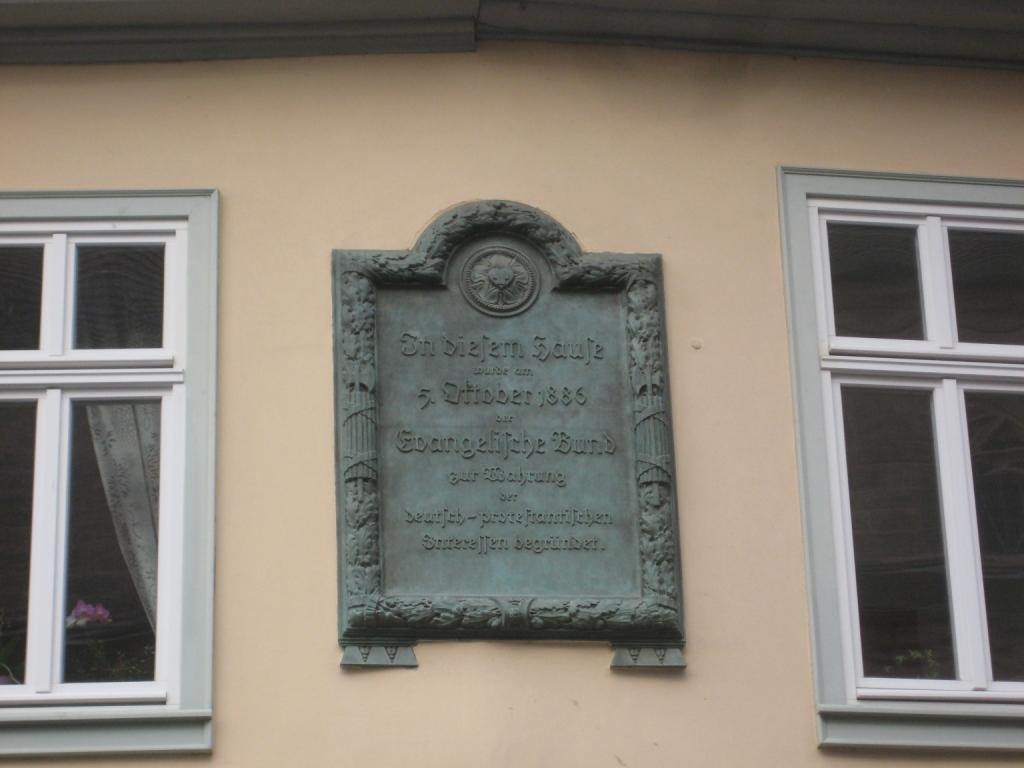 In diesem Hause
wurde am
5. Oktober 1886
der
Evangelische Bund
zur Wahrung
der
deutsch-protestantischen
Interessen begründet.